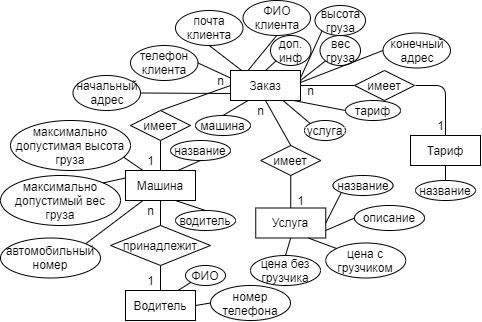 ФИО
клиента
высота
груза
почта
клиента
доп.
инф
вес
груза
конечный
адрес
телефон
клиента
начальный
адрес
Заказ
n
n
n
имеет
тариф
машина
услуга
имеет
1
Тариф
название
максимально
допустимая высота
груза
1
название
имеет
максимально
допустимый вес
груза
Машина
n
водитель
автомобильный
номер
принадлежит
1
ФИО
Водитель
номер
телефона
1
Услуга
название
описание
цена без
грузчика
цена с
грузчиком